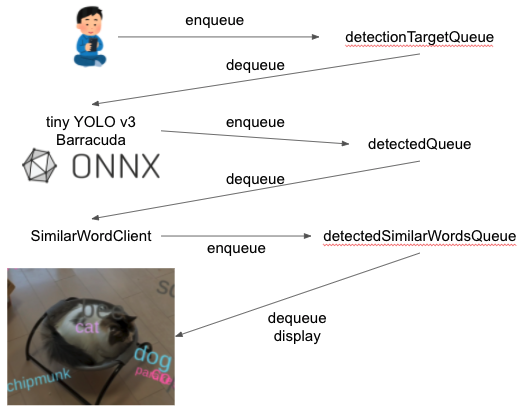 enqueue
detectionTargetQueue
dequeue
tiny YOLO v3
Barracuda
ONNX
enqueue
detectedQueue
dequeue
SimilarWordClient
enqueue
detectedSimilarWordsQueue
dequeue
display
cat
dog
chipmunk